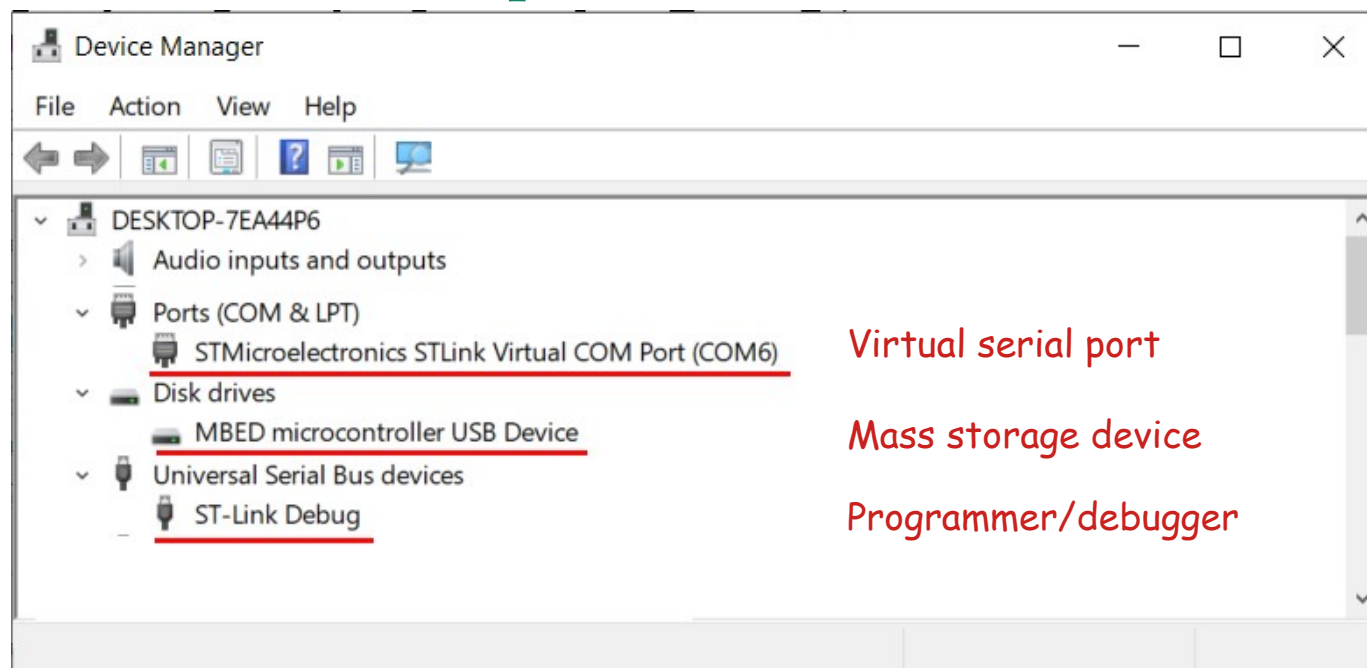 Device Manager
File Action View Help
DESKTOP-7EA44P6
Audio inputs and outputs
Ports (COM & LPT)
STMicroelectronics STLink Virtual COM Port (COM6) Virtual serial port
Disk drives
MBED microcontroller USB Device Mass storage device
Universal Serial Bus devices
ST-Link Debug Programmer/debugger